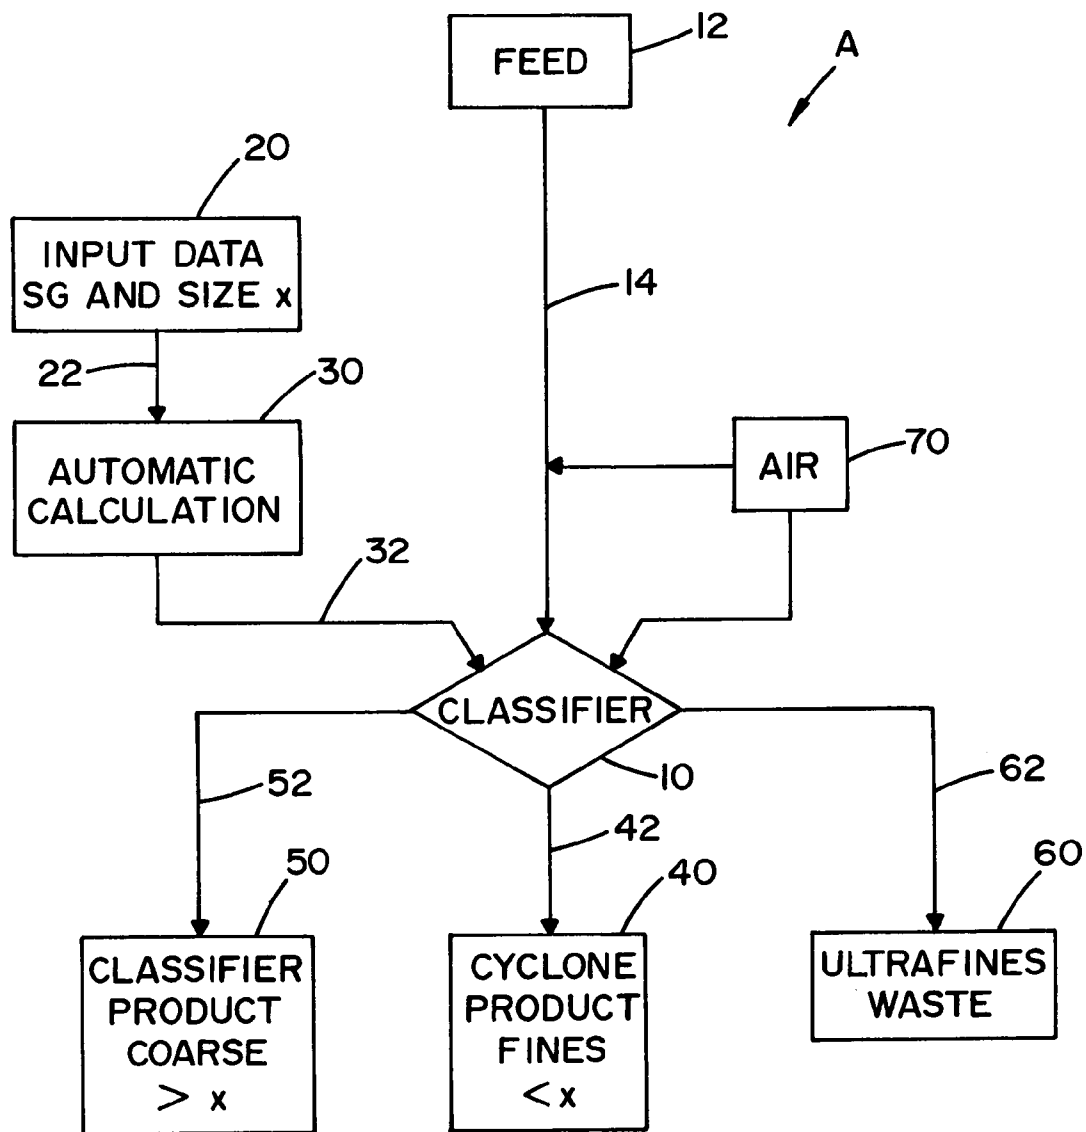 12
FEED
A
20
INPUT DATA
SG AND SIZE x
14
22
30
AUTOMATIC
CALCULATION
AIR
70
32
CLASSIFIER
10
52
42
62
50
40
60
CLASSIFIER
PRODUCT
COARSE
> x
CYCLONE
PRODUCT
FINES
< x
ULTRAFINES
WASTE